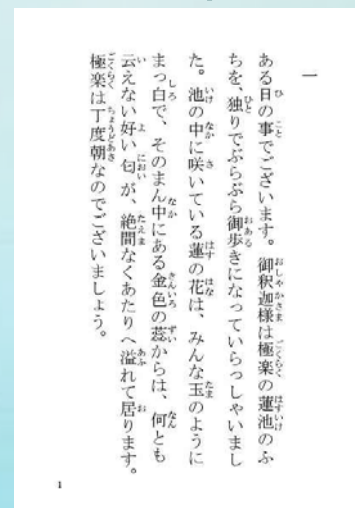 一
ある日の事でございます。御釈迦様は極楽の蓮池のふ
ちを、独りでぶらぶら御歩きになっていらっしゃいまし
た。池の中に咲いている蓮の花は、みんな玉のように
まっ白で、そのまん中にある金色の蕊からは、何とも
云えない好い匂が、絶間なくあたりへ溢れて居ります。
極楽は丁度朝なのでございましょう。
1